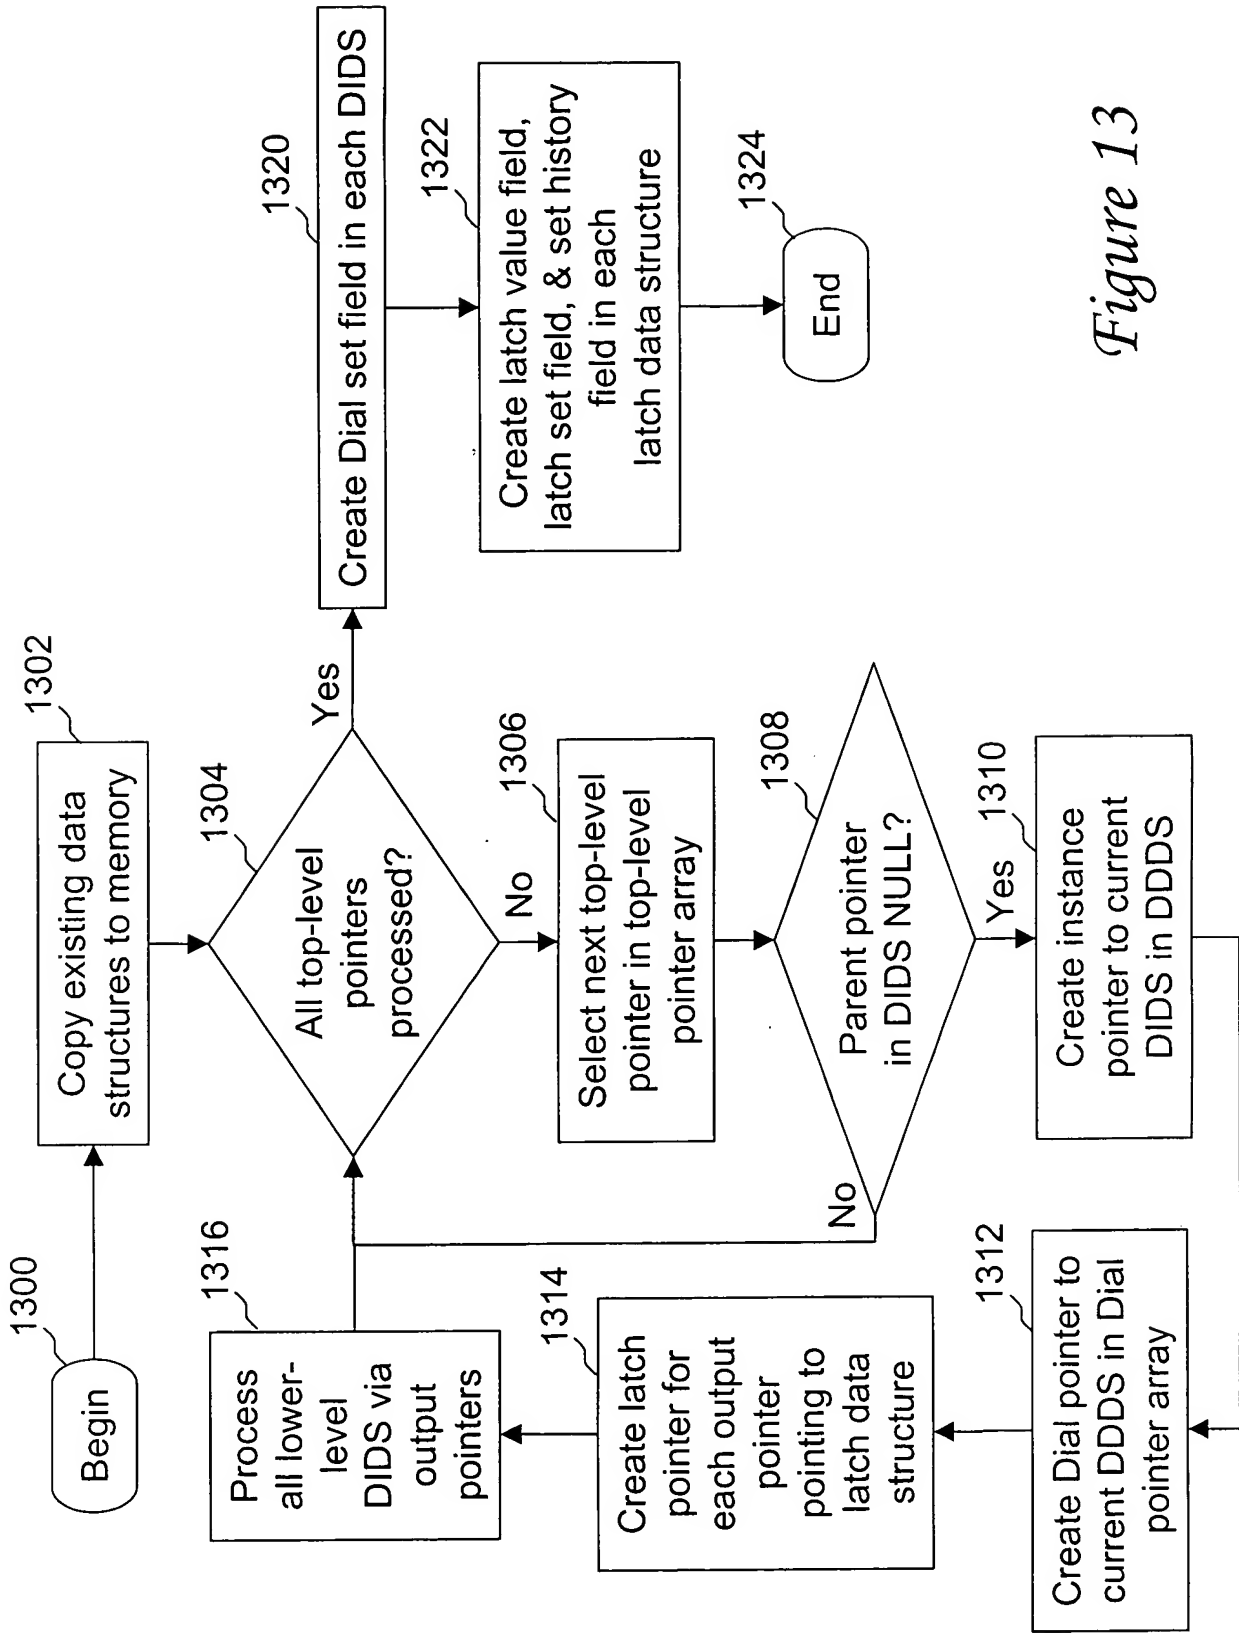 1300
Begin
1302
Copy existing data
structures to memory
1304
All top-level
pointers
processed?
Yes
No
1306
Select next top-level
pointer in top-level
pointer array
1308
Parent pointer
in DIDS NULL?
No
Yes
1310
Create instance
pointer to current
DIDS in DDDS
1312
Create Dial pointer to
current DDDS in Dial
pointer array
1314
Create latch
pointer for
each output
pointer
pointing to
latch data
structure
1316
Process
all lower-
level
DIDS via
output
pointers
1320
Create Dial set field in each DIDS
1322
Create latch value field,
latch set field, & set history
field in each
latch data structure
1324
End
Figure 13